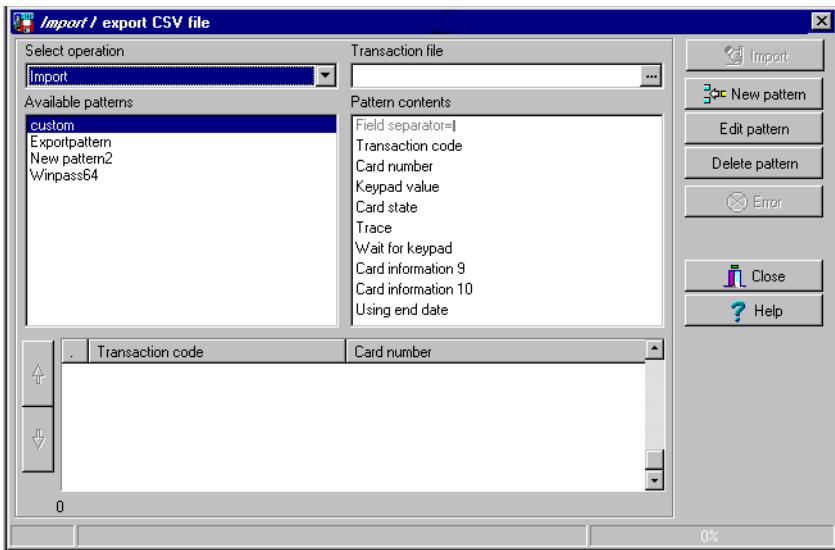 Import / export CSV file
Select operation
Transaction file
Import
Import
...
Available patterns
Pattern contents
New pattern
custom
Exportpattern
New pattern2
Winpass64
Field separator=|
Transaction code
Card number
Keypad value
Card state
Trace
Wait for keypad
Card information 9
Card information 10
Using end date
Edit pattern
Delete pattern
Error
Close
? Help
. Transaction code Card number
0
0%